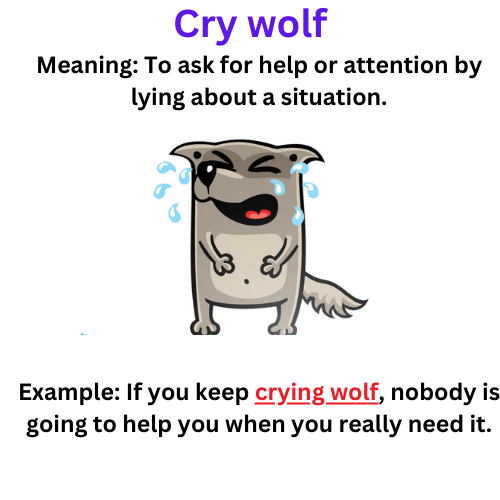 Cry wolf
Meaning: To ask for help or attention by
lying about a situation.
Example: If you keep crying wolf, nobody is
going to help you when you really need it.